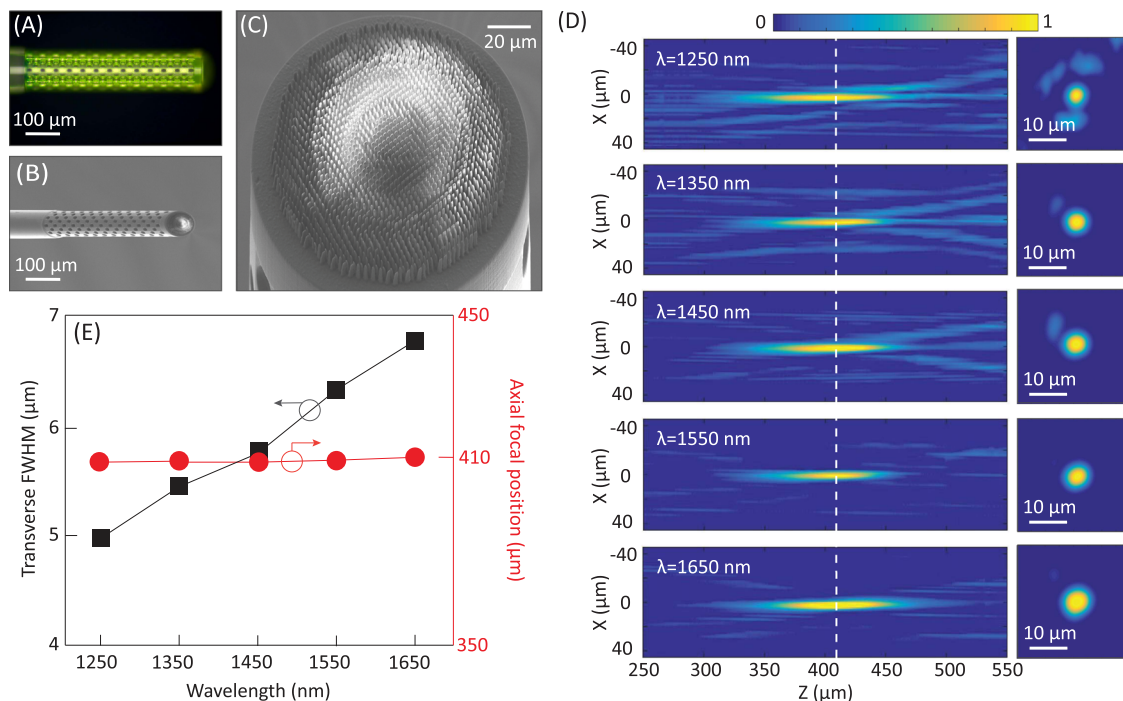 (A)
100 µm
(B)
100 µm
(C)
20 µm
(D)
0
1
λ=1250 nm
-40
0
40
X (µm)
10 µm
λ=1350 nm
-40
0
40
X (µm)
10 µm
λ=1450 nm
-40
0
40
X (µm)
10 µm
λ=1550 nm
-40
0
40
X (µm)
10 µm
λ=1650 nm
-40
0
40
X (µm)
10 µm
250 300 350 400 450 500 550
Z (µm)
(E)
7
6
5
4
Transverse FWHM (µm)
450
410
350
Axial focal position (µm)
1250 1350 1450 1550 1650
Wavelength (nm)